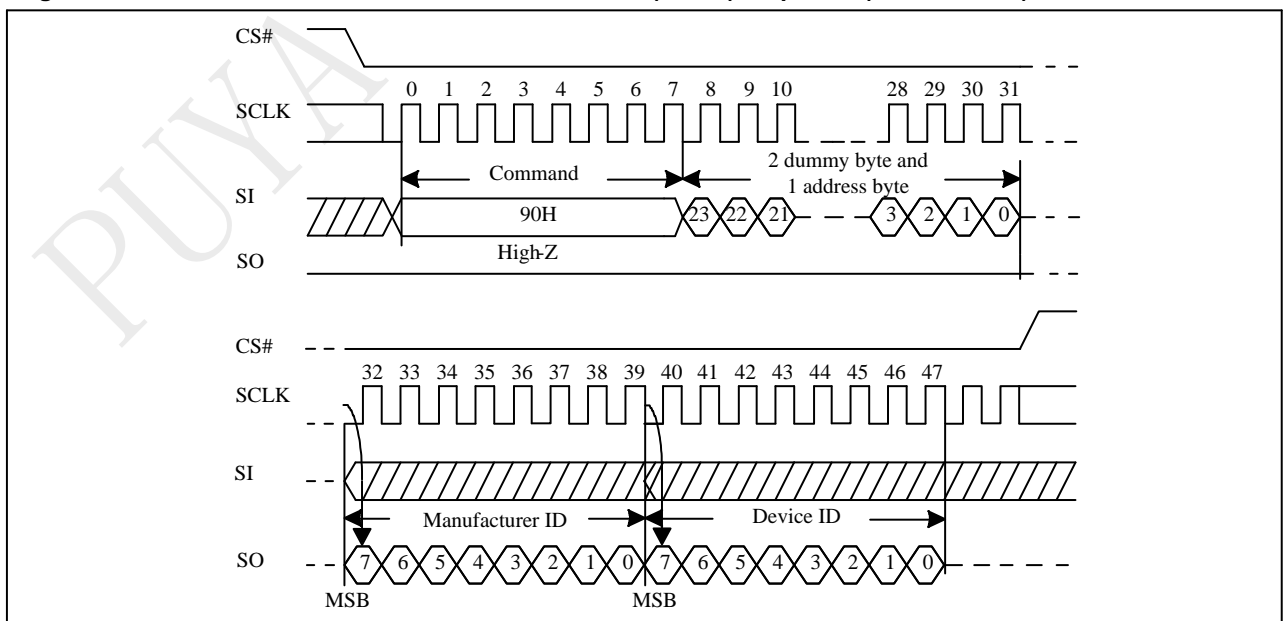 PUYA
CS#
0 1 2 3 4 5 6 7 8 9 10 28 29 30 31
SCLK
Command
2 dummy byte and
1 address byte
SI
90H
23 22 21 3 2 1 0
High-Z
SO
CS#
32 33 34 35 36 37 38 39 40 41 42 43 44 45 46 47
SCLK
SI
Manufacturer ID
Device ID
SO
7 6 5 4 3 2 1 0 7 6 5 4 3 2 1 0
MSB
MSB